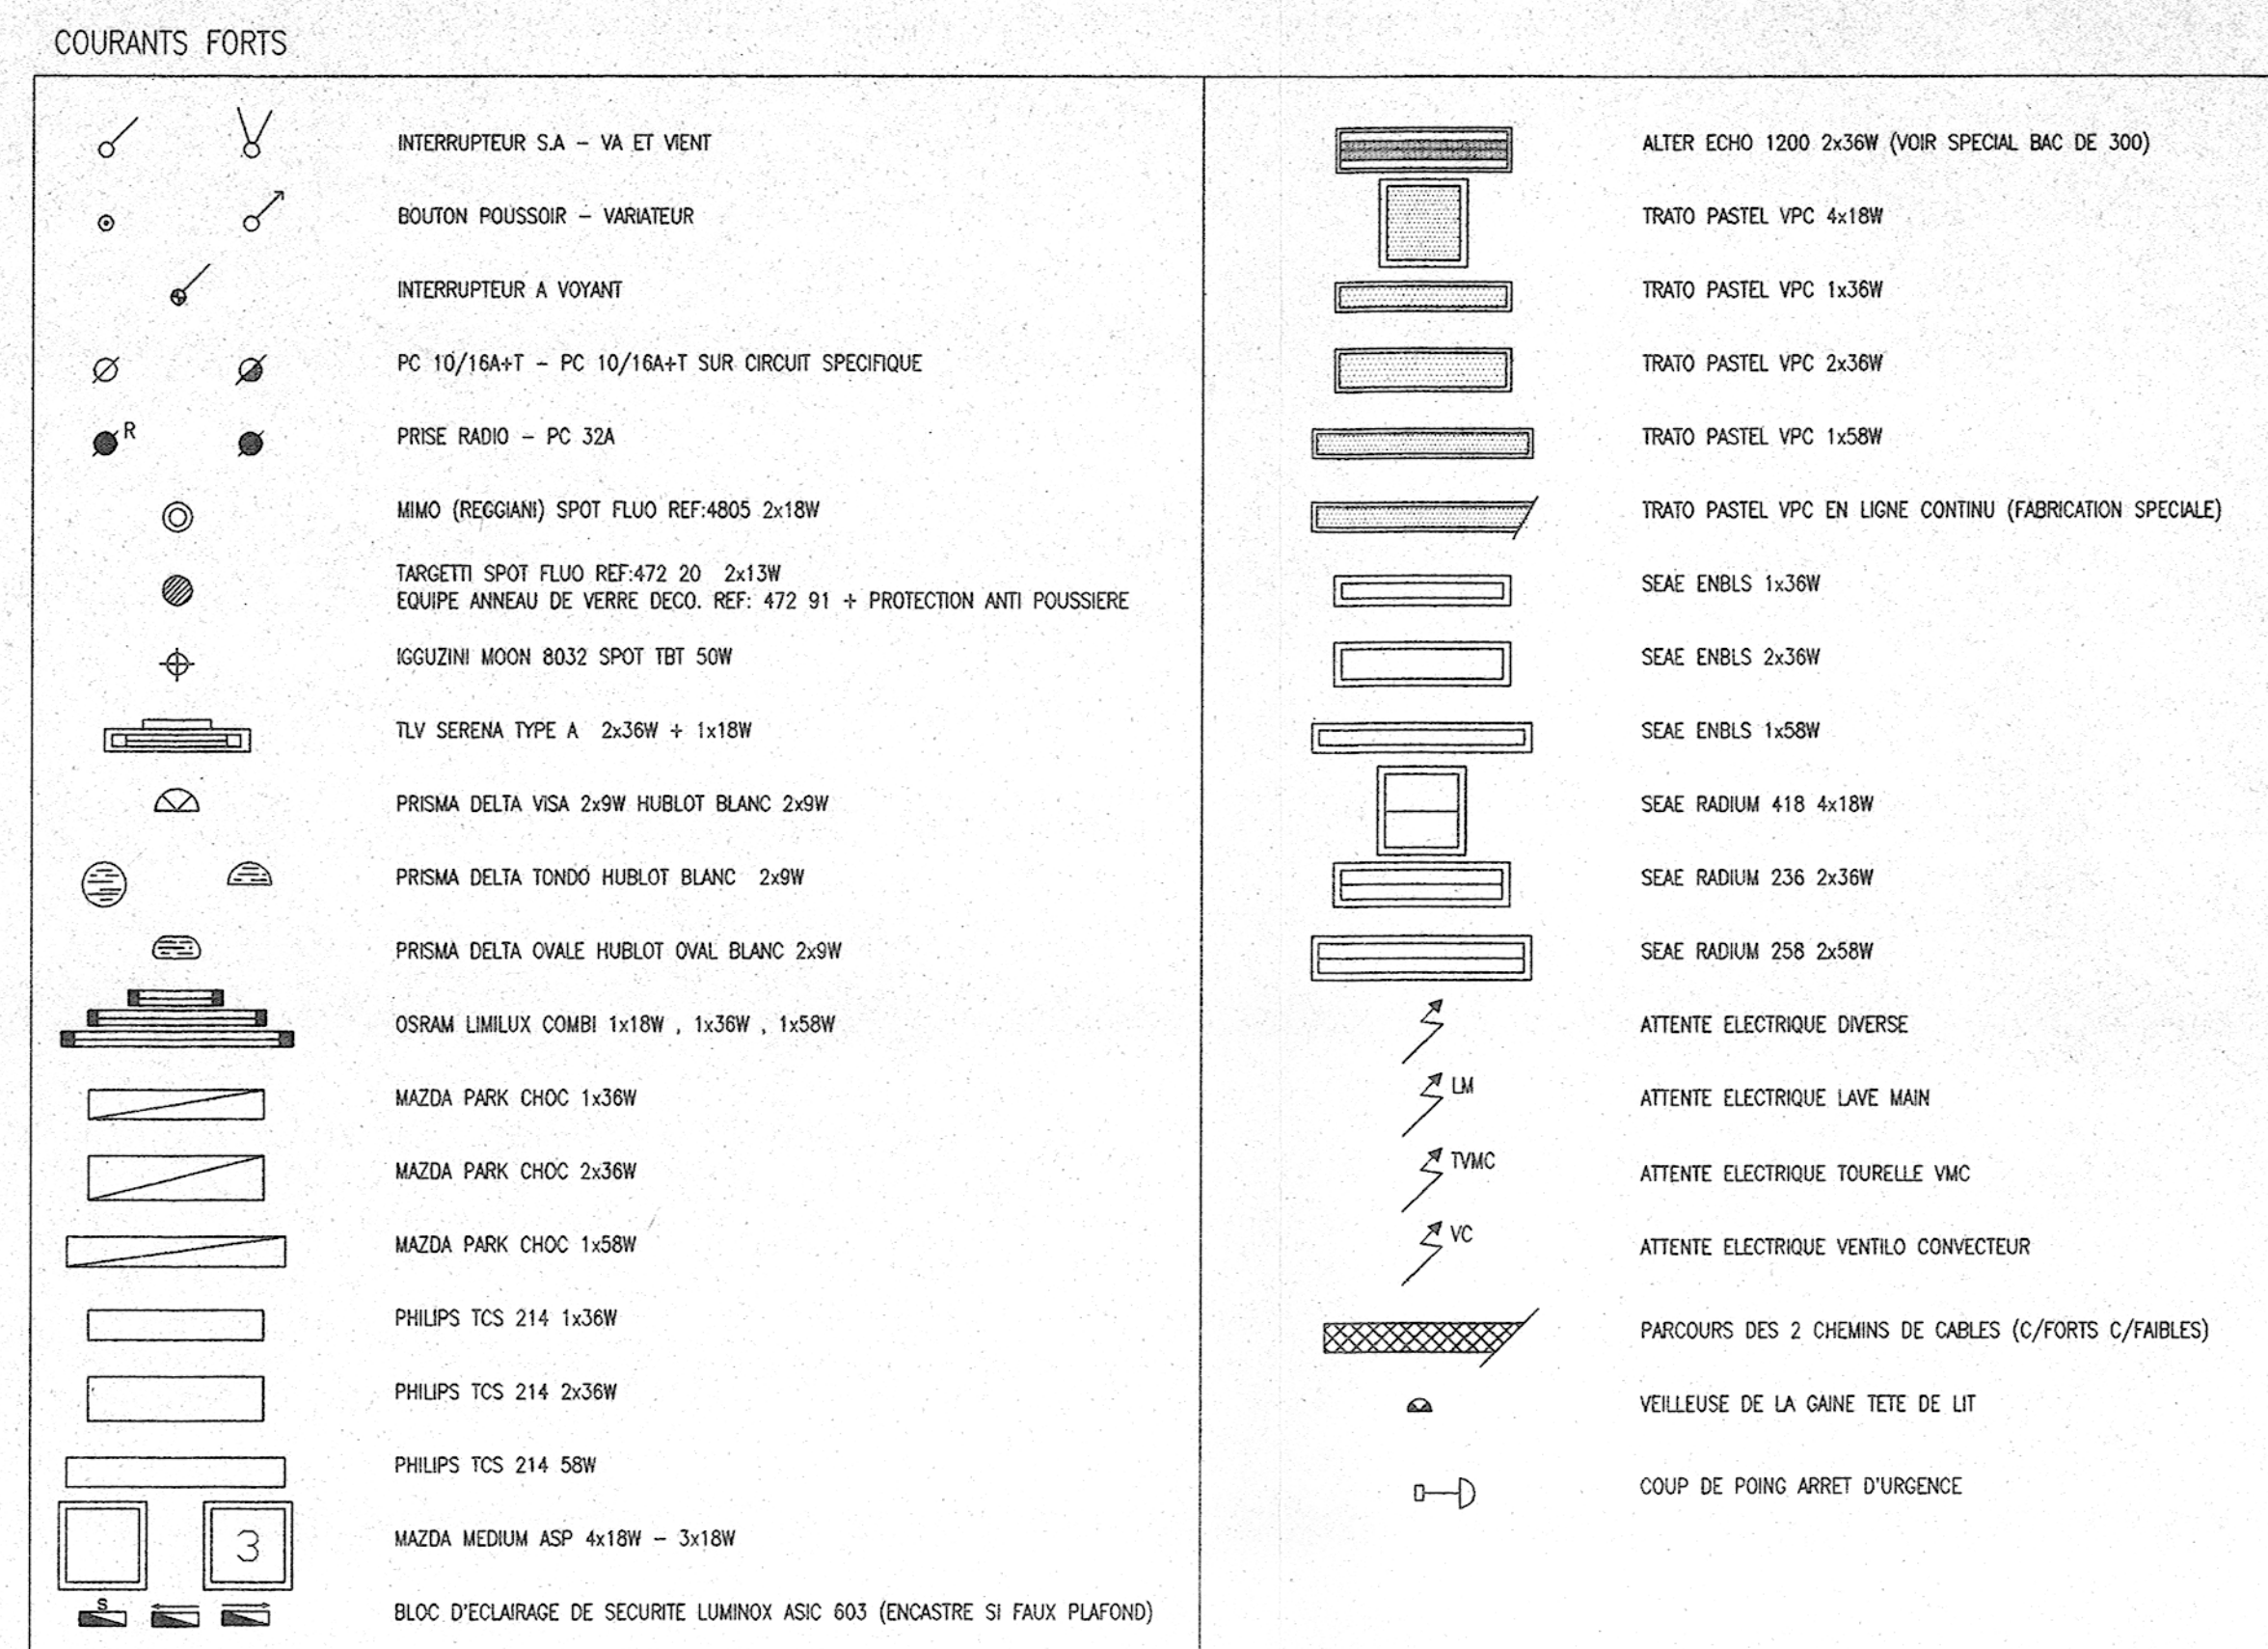 COURANTS FORTS
INTERRUPTEUR S.A – VA ET VIENT
BOUTON POUSSOIR – VARIATEUR
INTERRUPTEUR A VOYANT
PC 10/16A+T – PC 10/16A+T SUR CIRCUIT SPECIFIQUE
R PRISE RADIO – PC 32A
MIMO (REGGIANI) SPOT FLUO REF:4805 2x18W
TARGETTI SPOT FLUO REF:472 20 2x13W
EQUIPE ANNEAU DE VERRE DECO. REF: 472 91 + PROTECTION ANTI POUSSIERE
IGGUZINI MOON 8032 SPOT TBT 50W
TLV SERENA TYPE A 2x36W + 1x18W
PRISMA DELTA VISA 2x9W HUBLOT BLANC 2x9W
PRISMA DELTA TONDO HUBLOT BLANC 2x9W
PRISMA DELTA OVALE HUBLOT OVAL BLANC 2x9W
OSRAM LIMILUX COMBI 1x18W , 1x36W , 1x58W
MAZDA PARK CHOC 1x36W
MAZDA PARK CHOC 2x36W
MAZDA PARK CHOC 1x58W
PHILIPS TCS 214 1x36W
PHILIPS TCS 214 2x36W
PHILIPS TCS 214 58W
3 MAZDA MEDIUM ASP 4x18W – 3x18W
S
BLOC D'ECLAIRAGE DE SECURITE LUMINOX ASIC 603 (ENCASTRE SI FAUX PLAFOND)
ALTER ECHO 1200 2x36W (VOIR SPECIAL BAC DE 300)
TRATO PASTEL VPC 4x18W
TRATO PASTEL VPC 1x36W
TRATO PASTEL VPC 2x36W
TRATO PASTEL VPC 1x58W
TRATO PASTEL VPC EN LIGNE CONTINU (FABRICATION SPECIALE)
SEAE ENBLS 1x36W
SEAE ENBLS 2x36W
SEAE ENBLS 1x58W
SEAE RADIUM 418 4x18W
SEAE RADIUM 236 2x36W
SEAE RADIUM 258 2x58W
ATTENTE ELECTRIQUE DIVERSE
LM ATTENTE ELECTRIQUE LAVE MAIN
TVMC ATTENTE ELECTRIQUE TOURELLE VMC
VC ATTENTE ELECTRIQUE VENTILO CONVECTEUR
PARCOURS DES 2 CHEMINS DE CABLES (C/FORTS C/FAIBLES)
VEILLEUSE DE LA GAINE TETE DE LIT
COUP DE POING ARRET D'URGENCE